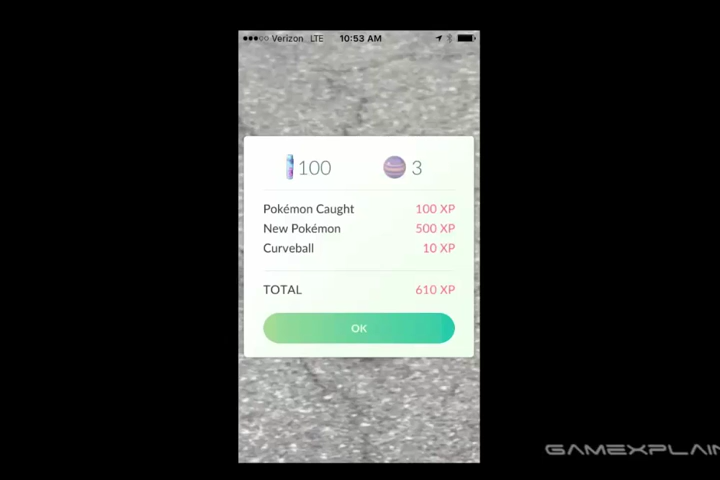 Verizon LTE 10:53 AM
100 3
Pokémon Caught 100 XP
New Pokémon 500 XP
Curveball 10 XP
TOTAL 610 XP
OK
GAMEXPLAIN